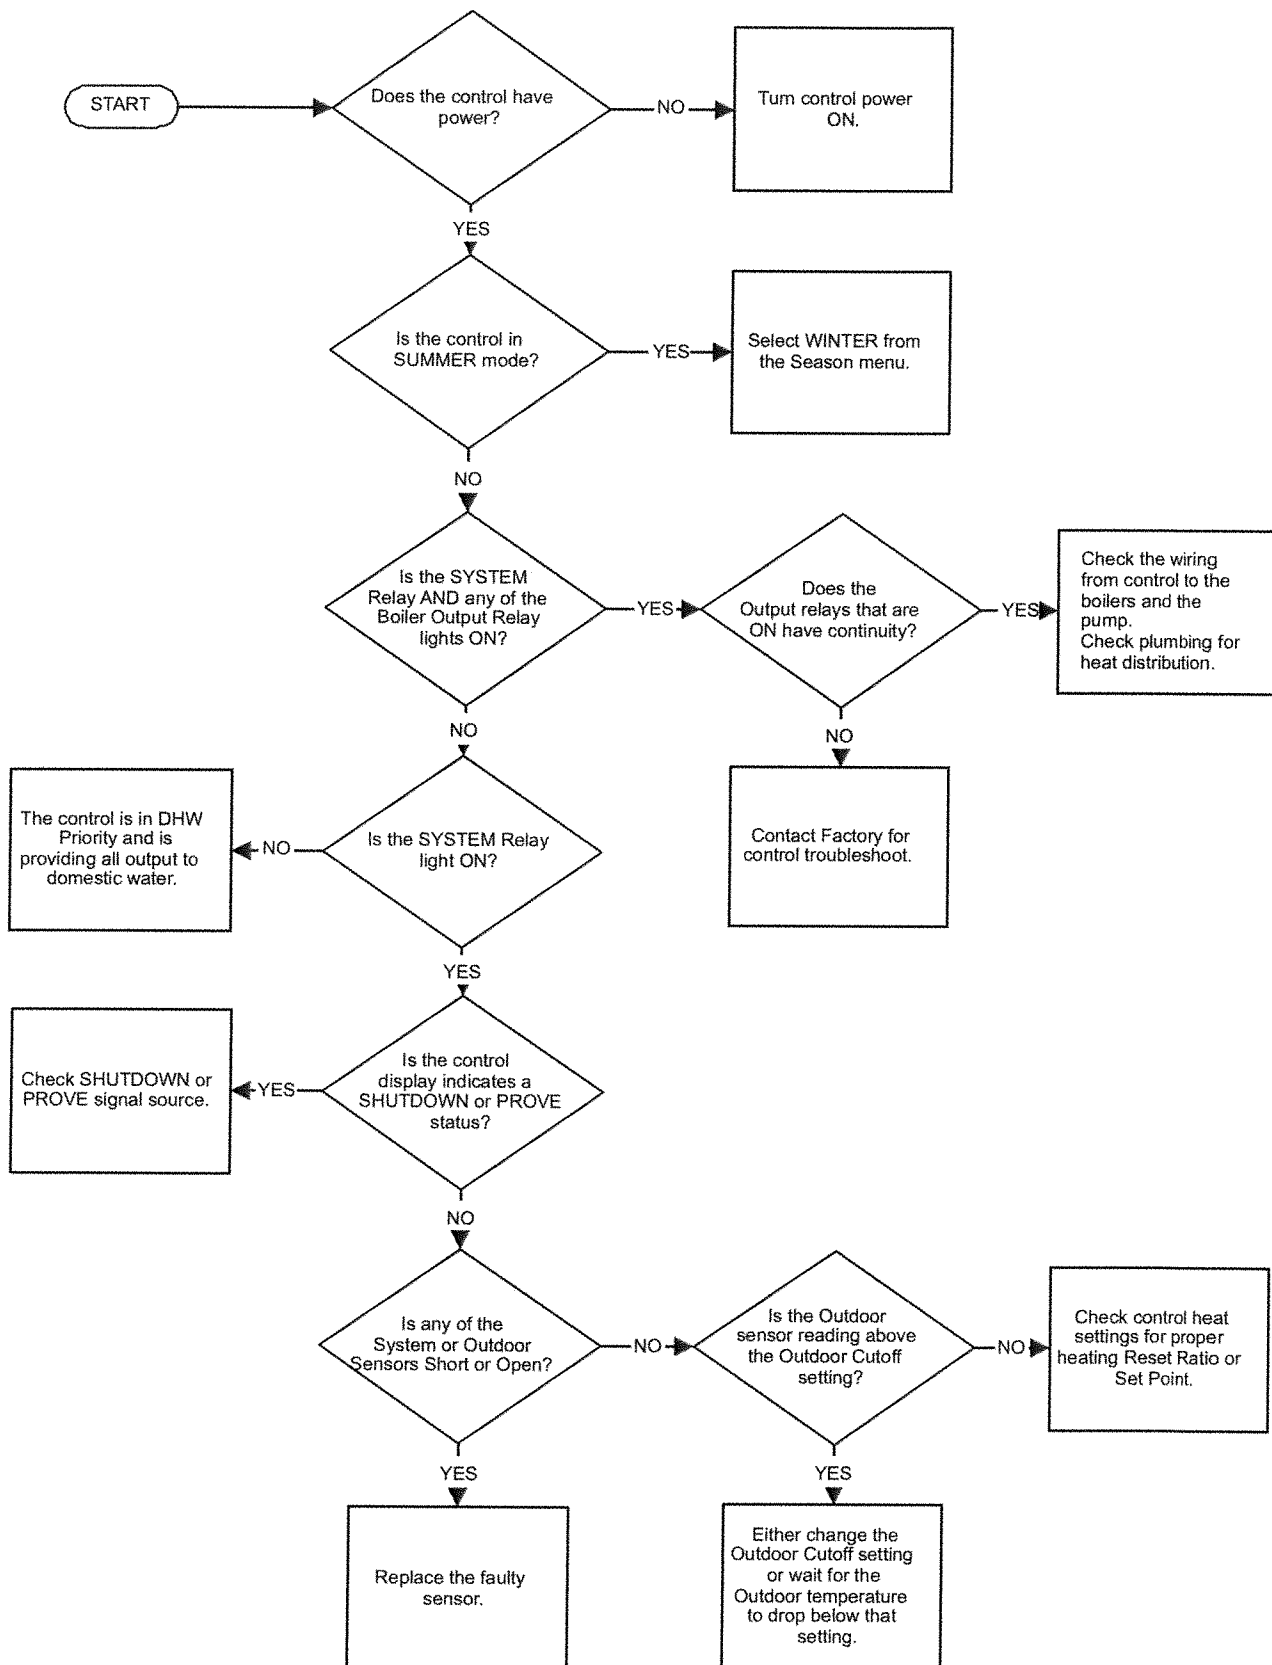 START
Does the control have
power?
NO
Turn control power
ON.
YES
Is the control in
SUMMER mode?
YES
Select WINTER from
the Season menu.
NO
Is the SYSTEM
Relay AND any of the
Boiler Output Relay
lights ON?
YES
Does the
Output relays that are
ON have continuity?
YES
Check the wiring
from control to the
boilers and the
pump.
Check plumbing for
heat distribution.
NO
NO
The control is in DHW
Priority and is
providing all output to
domestic water.
NO
Is the SYSTEM Relay
light ON?
Contact Factory for
control troubleshoot.
YES
Check SHUTDOWN or
PROVE signal source.
YES
Is the control
display indicates a
SHUTDOWN or PROVE
status?
NO
Is any of the
System or Outdoor
Sensors Short or Open?
NO
Is the Outdoor
sensor reading above
the Outdoor Cutoff
setting?
NO
Check control heat
settings for proper
heating Reset Ratio or
Set Point.
YES
YES
Replace the faulty
sensor.
Either change the
Outdoor Cutoff setting
or wait for the
Outdoor temperature
to drop below that
setting.